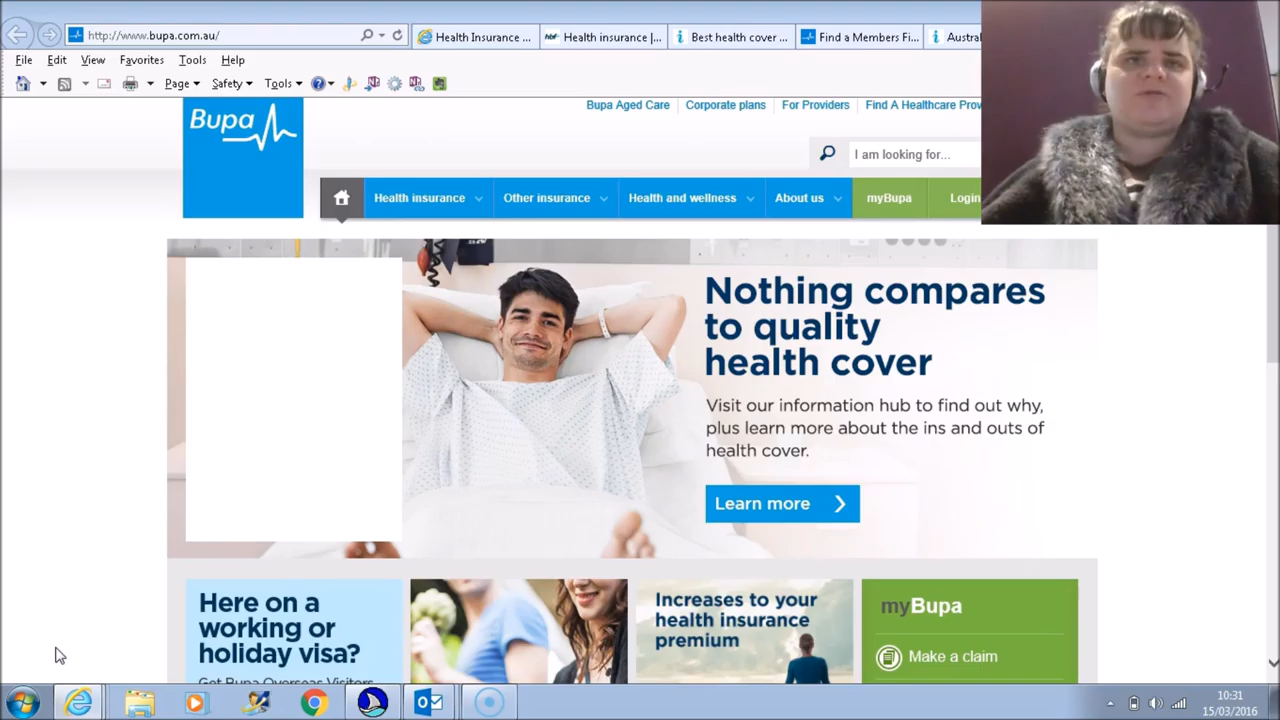 http://www.bupa.com.au/
Health Insurance ...
hbf Health insurance |...
Best health cover ...
Find a Members Fi...
Austra
File Edit View Favorites Tools Help
Page Safety Tools
Bupa
Bupa Aged Care Corporate plans For Providers Find A Healthcare Prov
I am looking for...
Health insurance Other insurance Health and wellness About us myBupa Login
Nothing compares
to quality
health cover
Visit our information hub to find out why,
plus learn more about the ins and outs of
health cover.
Learn more
Here on a
working or
holiday visa?
Get Bupa Overseas Visitors
Increases to your
health insurance
premium
myBupa
Make a claim
10:31
15/03/2016